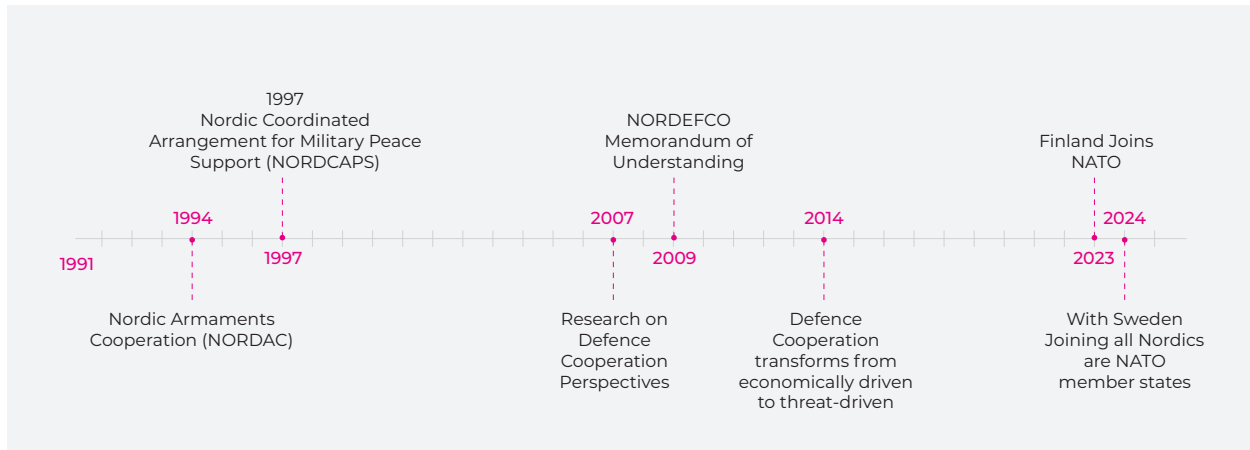 1991
1994
Nordic Armaments
Cooperation (NORDAC)
1997
Nordic Coordinated
Arrangement for Military Peace
Support (NORDCAPS)
1997
2007
Research on
Defence
Cooperation
Perspectives
NORDEFCO
Memorandum of
Understanding
2009
2014
Defence
Cooperation
transforms from
economically driven
to threat-driven
Finland Joins
NATO
2023
2024
With Sweden
Joining all Nordics
are NATO
member states